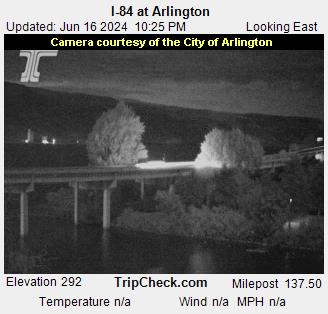 I-84 at Arlington
Updated: Jun 16 2024 10:25 PM Looking East
Camera courtesy of the City of Arlington
Elevation 292 TripCheck.com Milepost 137.50
Temperature n/a Wind n/a MPH n/a